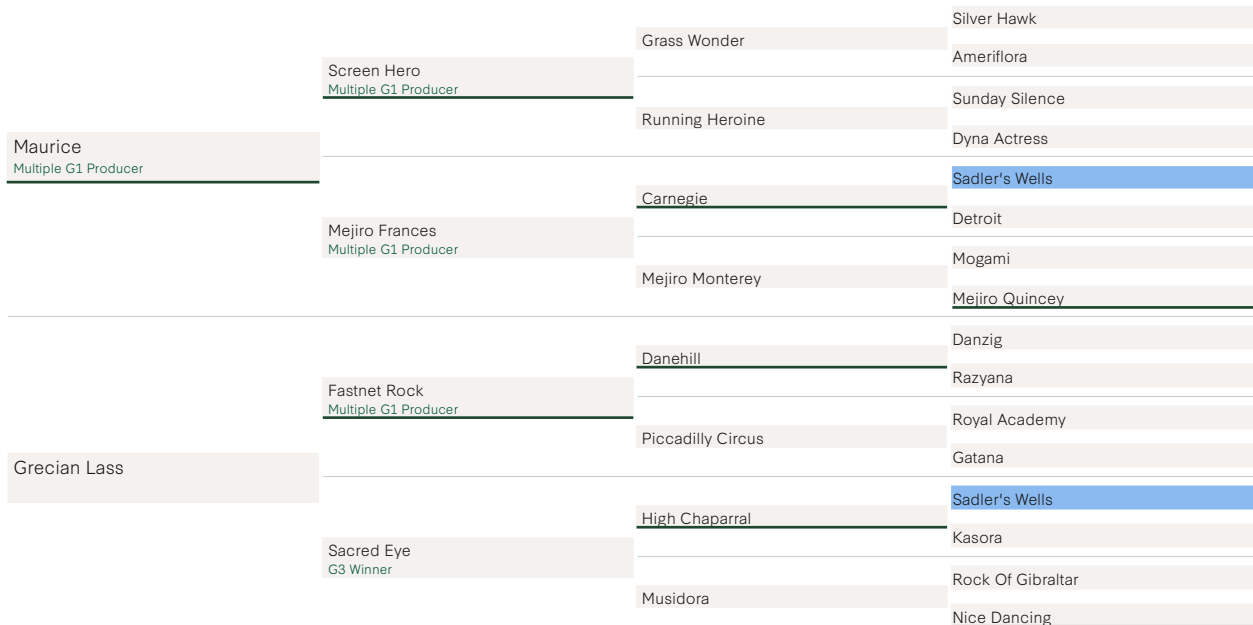 Maurice
Multiple G1 Producer
Grecian Lass
Screen Hero
Multiple G1 Producer
Mejiro Frances
Multiple G1 Producer
Fastnet Rock
Multiple G1 Producer
Sacred Eye
G3 Winner
Grass Wonder
Running Heroine
Carnegie
Mejiro Monterey
Danehill
Piccadilly Circus
High Chaparral
Musidora
Silver Hawk
Ameriflora
Sunday Silence
Dyna Actress
Sadler's Wells
Detroit
Mogami
Mejiro Quincey
Danzig
Razyana
Royal Academy
Gatana
Sadler's Wells
Kasora
Rock Of Gibraltar
Nice Dancing